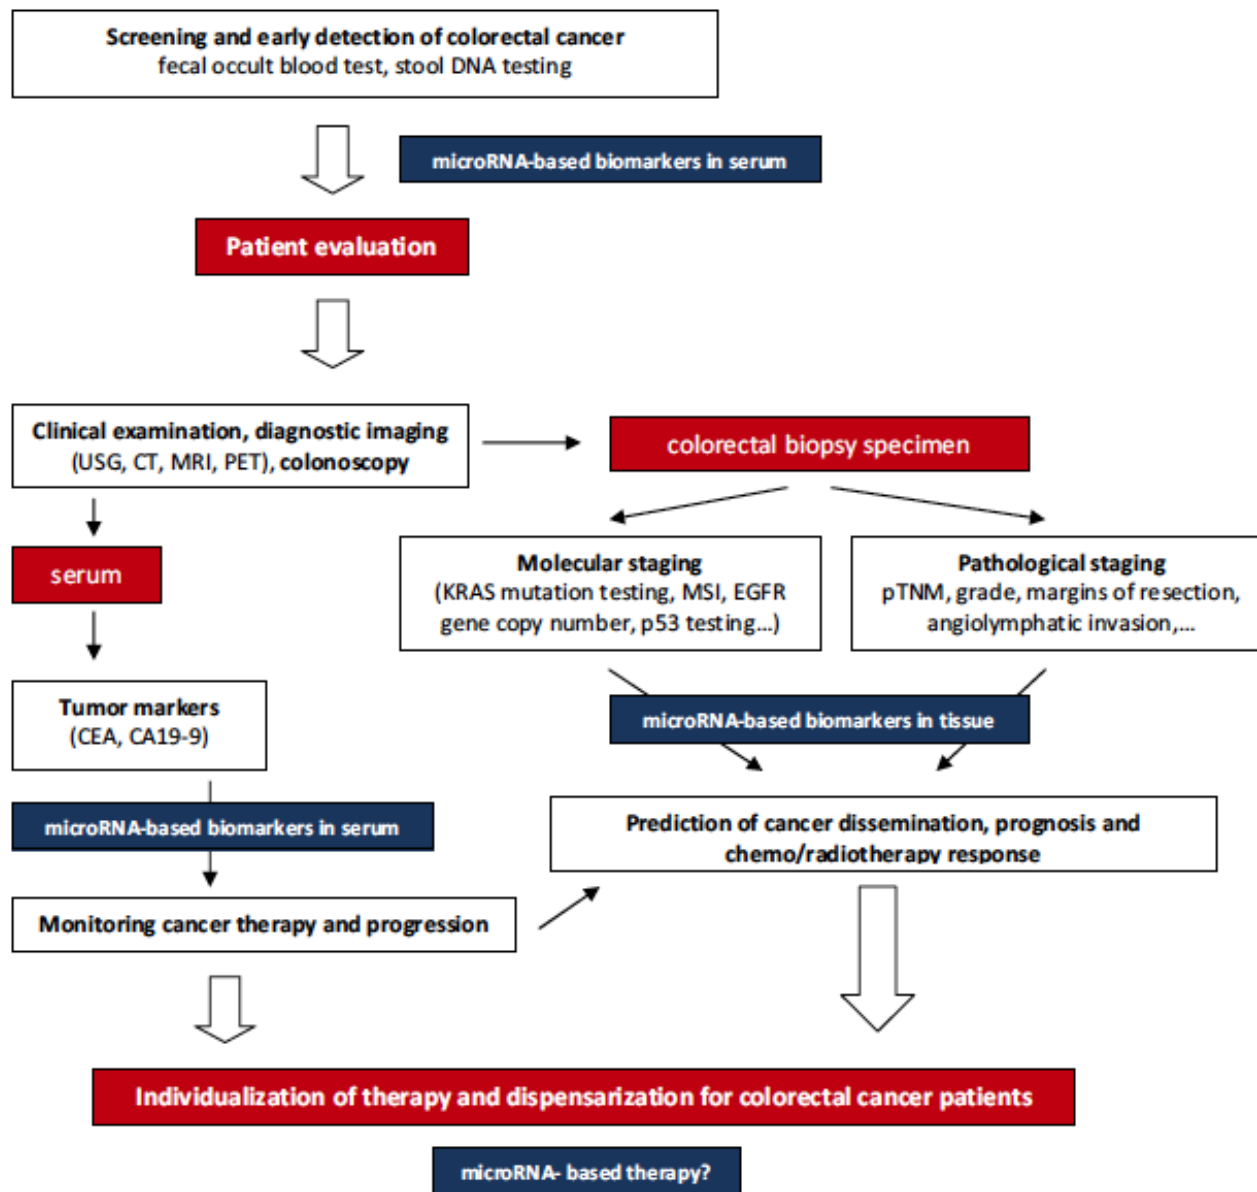 Screening and early detection of colorectal cancer
fecal occult blood test, stool DNA testing
microRNA-based biomarkers in serum
Patient evaluation
Clinical examination, diagnostic imaging
(USG, CT, MRI, PET), colonoscopy
colorectal biopsy specimen
serum
Molecular staging
(KRAS mutation testing, MSI, EGFR
gene copy number, p53 testing...)
Pathological staging
pTNM, grade, margins of resection,
angiolymphatic invasion,...
Tumor markers
(CEA, CA19-9)
microRNA-based biomarkers in tissue
microRNA-based biomarkers in serum
Prediction of cancer dissemination, prognosis and
chemo/radiotherapy response
Monitoring cancer therapy and progression
Individualization of therapy and dispensarization for colorectal cancer patients
microRNA- based therapy?